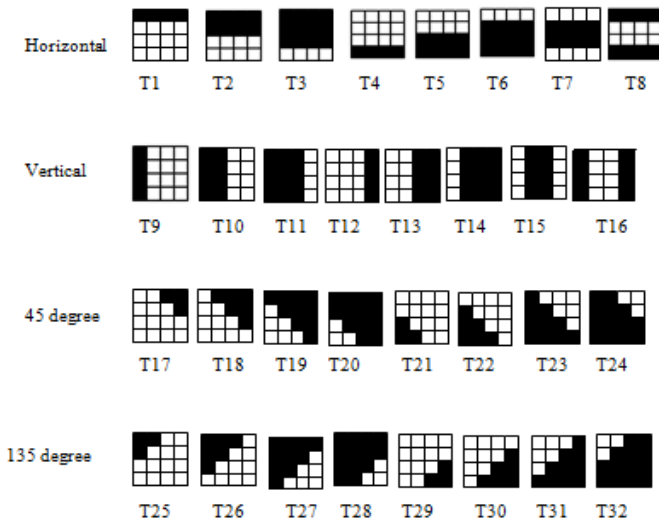 Horizontal
T1 T2 T3 T4 T5 T6 T7 T8
Vertical
T9 T10 T11 T12 T13 T14 T15 T16
45 degree
T17 T18 T19 T20 T21 T22 T23 T24
135 degree
T25 T26 T27 T28 T29 T30 T31 T32